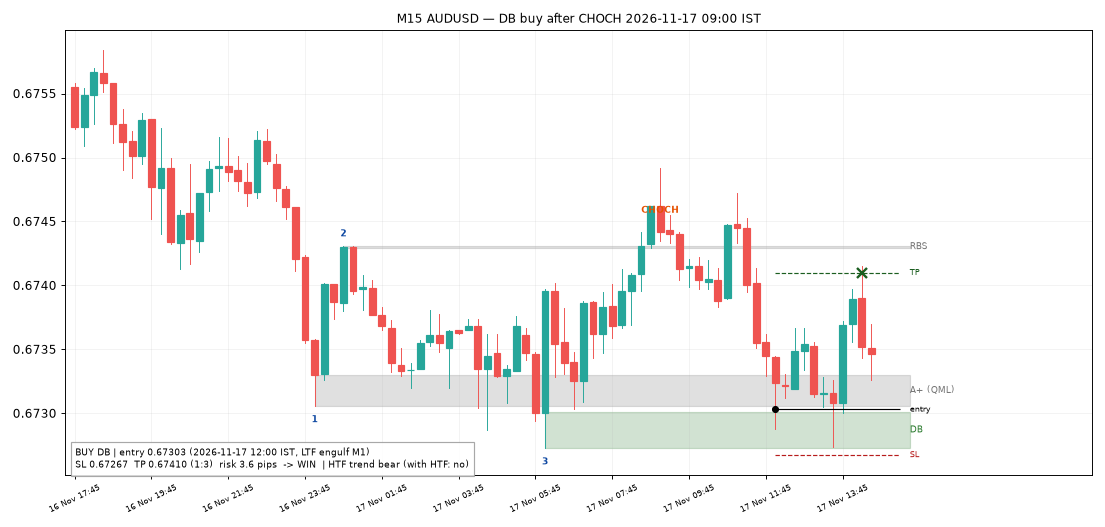 M15 AUDUSD — DB buy after CHOCH 2026-11-17 09:00 IST
0.6755
0.6750
0.6745
0.6740
0.6735
0.6730
2
CHOCH
RBS
TP
A+ (QML)
entry
1
DB
3
SL
BUY DB | entry 0.67303 (2026-11-17 12:00 IST, LTF engulf M1)
SL 0.67267  TP 0.67410 (1:3)  risk 3.6 pips  -> WIN  | HTF trend bear (with HTF: no)
16 Nov 17:45
16 Nov 19:45
16 Nov 21:45
16 Nov 23:45
17 Nov 01:45
17 Nov 03:45
17 Nov 05:45
17 Nov 07:45
17 Nov 09:45
17 Nov 11:45
17 Nov 13:45